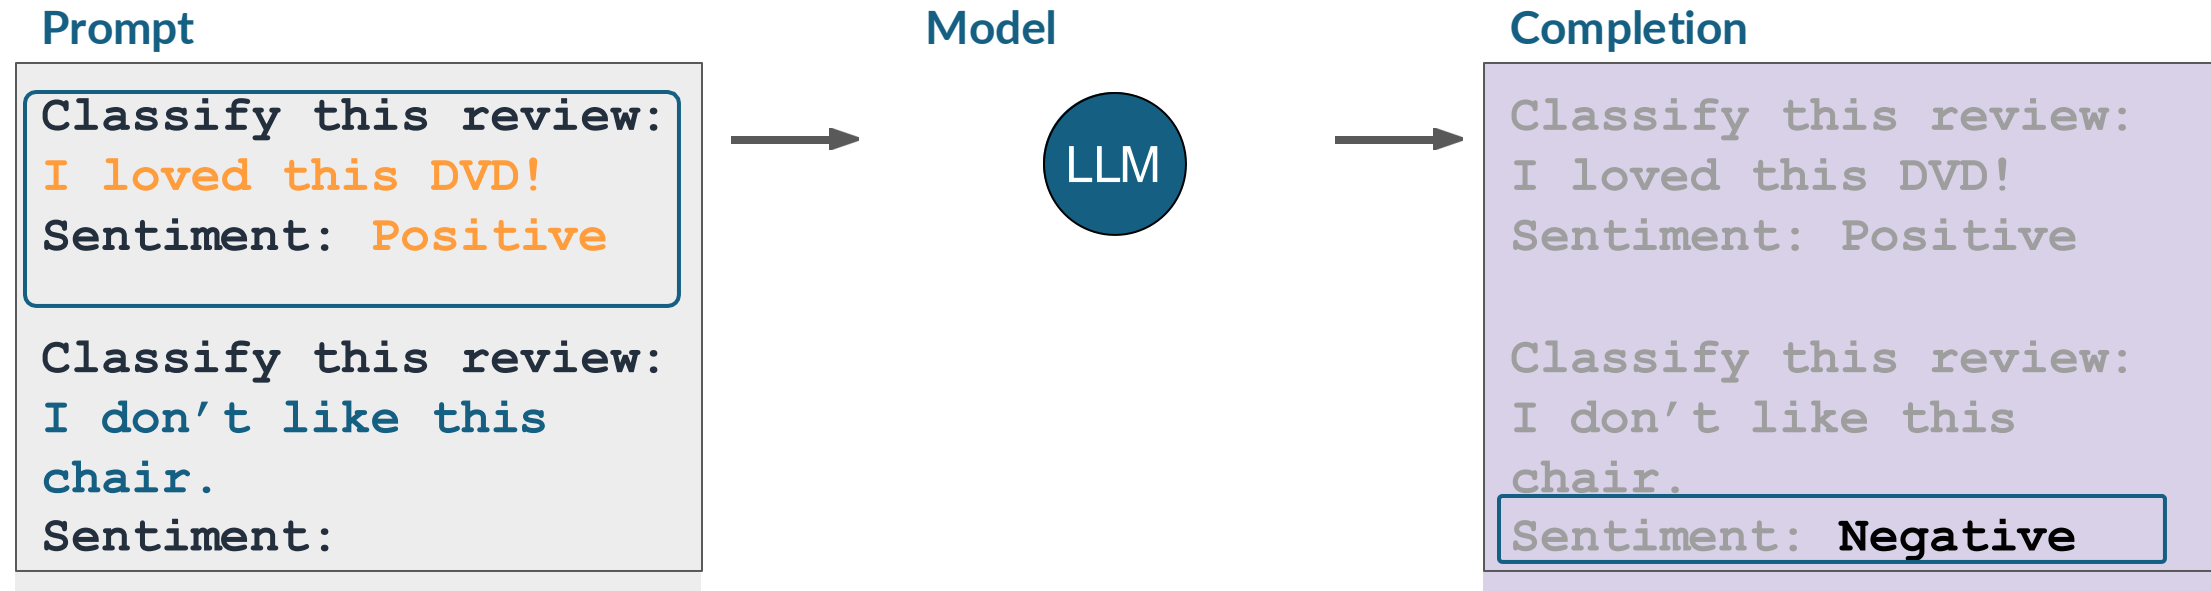 Prompt
Classify this review:
I loved this DVD!
Sentiment: Positive
Classify this review:
I don’t like this
chair.
Sentiment:
Model
LLM
Completion
Classify this review:
I loved this DVD!
Sentiment: Positive
Classify this review:
I don’t like this
chair.
Sentiment: Negative